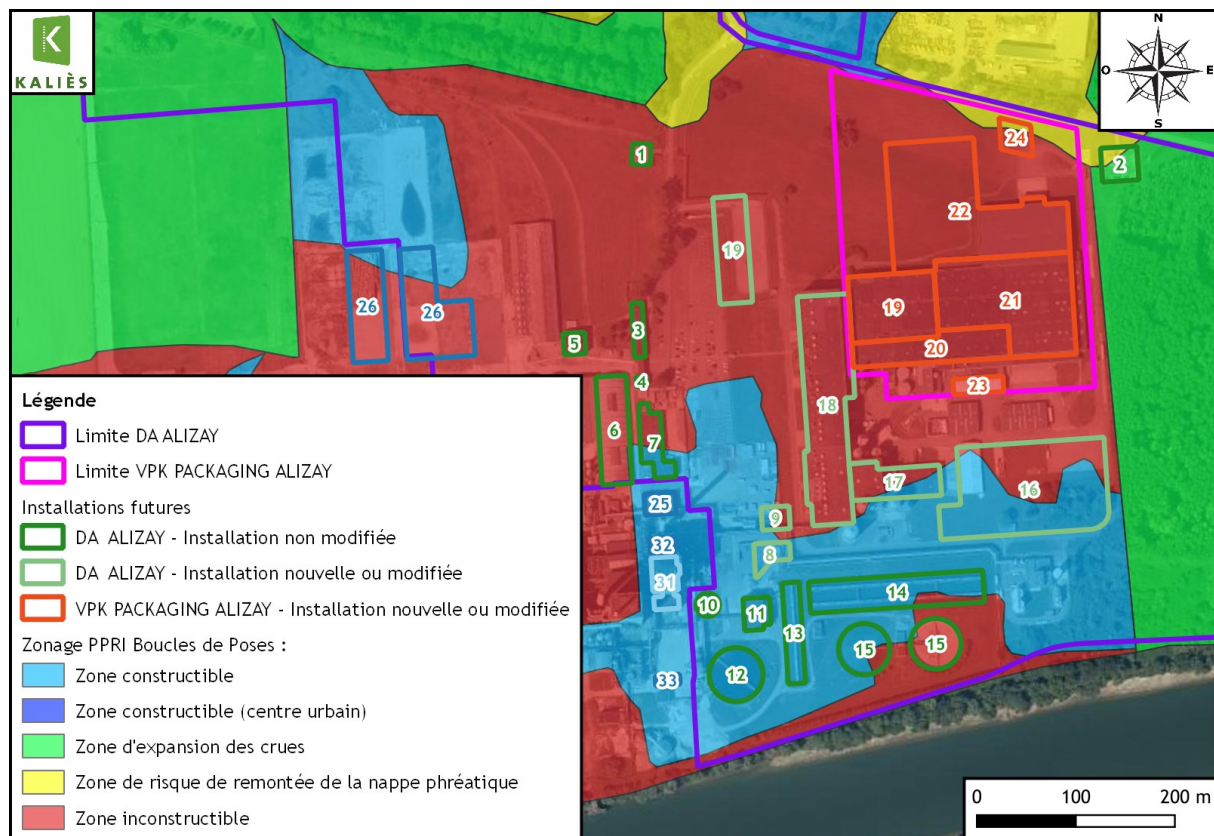 KALIÈS
N
O
E
S
24
1
2
22
19
26
26
19
21
3
5
20
4
23
18
6
7
17
16
25
9
32
8
31
14
10
11
13
15
15
12
33
Légende
Limite DA ALIZAY
Limite VPK PACKAGING ALIZAY
Installations futures
DA ALIZAY - Installation non modifiée
DA ALIZAY - Installation nouvelle ou modifiée
VPK PACKAGING ALIZAY - Installation nouvelle ou modifiée
Zonage PPRI Boucles de Poses :
Zone constructible
Zone constructible (centre urbain)
Zone d'expansion des crues
Zone de risque de remontée de la nappe phréatique
Zone inconstructible
0 100 200 m